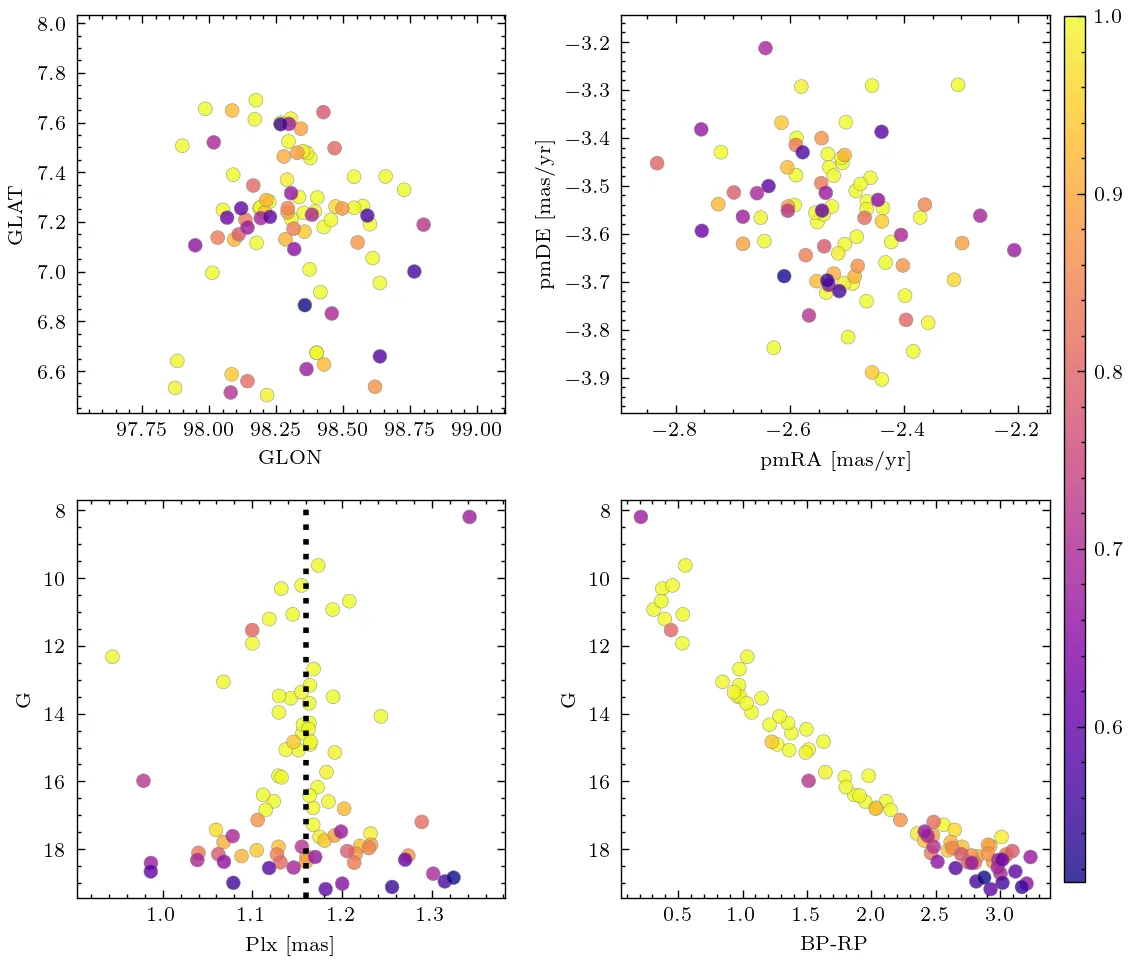 8.0
7.8
7.6
7.4
7.2
7.0
6.8
6.6
GLAT
97.75 98.00 98.25 98.50 98.75 99.00
GLON
−3.2
−3.3
−3.4
−3.5
−3.6
−3.7
−3.8
−3.9
pmDE [mas/yr]
−2.8 −2.6 −2.4 −2.2
pmRA [mas/yr]
8
10
12
14
16
18
G
1.0 1.1 1.2 1.3
Plx [mas]
8
10
12
14
16
18
G
0.5 1.0 1.5 2.0 2.5 3.0
BP-RP
1.0
0.9
0.8
0.7
0.6